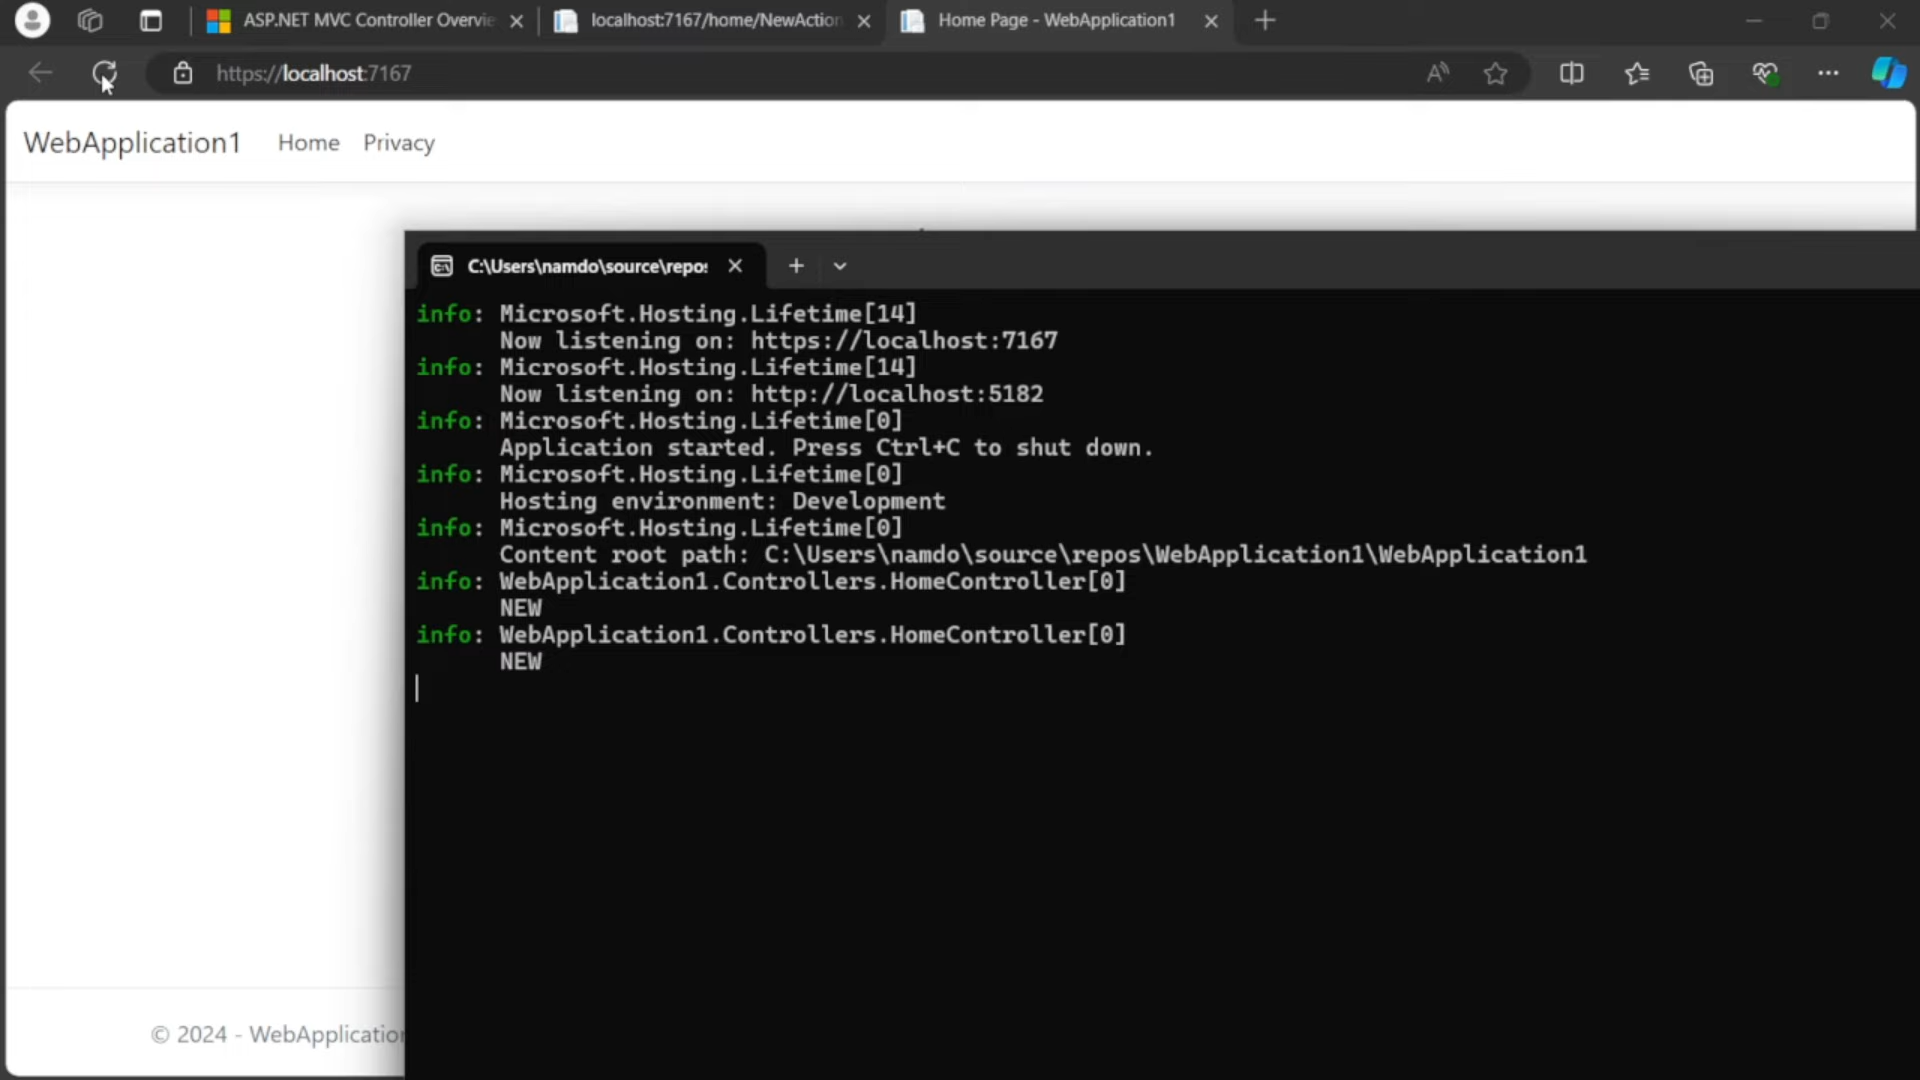 ASP.NET MVC Controller Overvie
localhost:7167/home/NewAction
Home Page - WebApplication1
https://localhost:7167
WebApplication1 Home Privacy
C:\Users\namdo\source\repos
info: Microsoft.Hosting.Lifetime[14]
Now listening on: https://localhost:7167
info: Microsoft.Hosting.Lifetime[14]
Now listening on: http://localhost:5182
info: Microsoft.Hosting.Lifetime[0]
Application started. Press Ctrl+C to shut down.
info: Microsoft.Hosting.Lifetime[0]
Hosting environment: Development
info: Microsoft.Hosting.Lifetime[0]
Content root path: C:\Users\namdo\source\repos\WebApplication1\WebApplication1
info: WebApplication1.Controllers.HomeController[0]
NEW
info: WebApplication1.Controllers.HomeController[0]
NEW
© 2024 - WebApplication